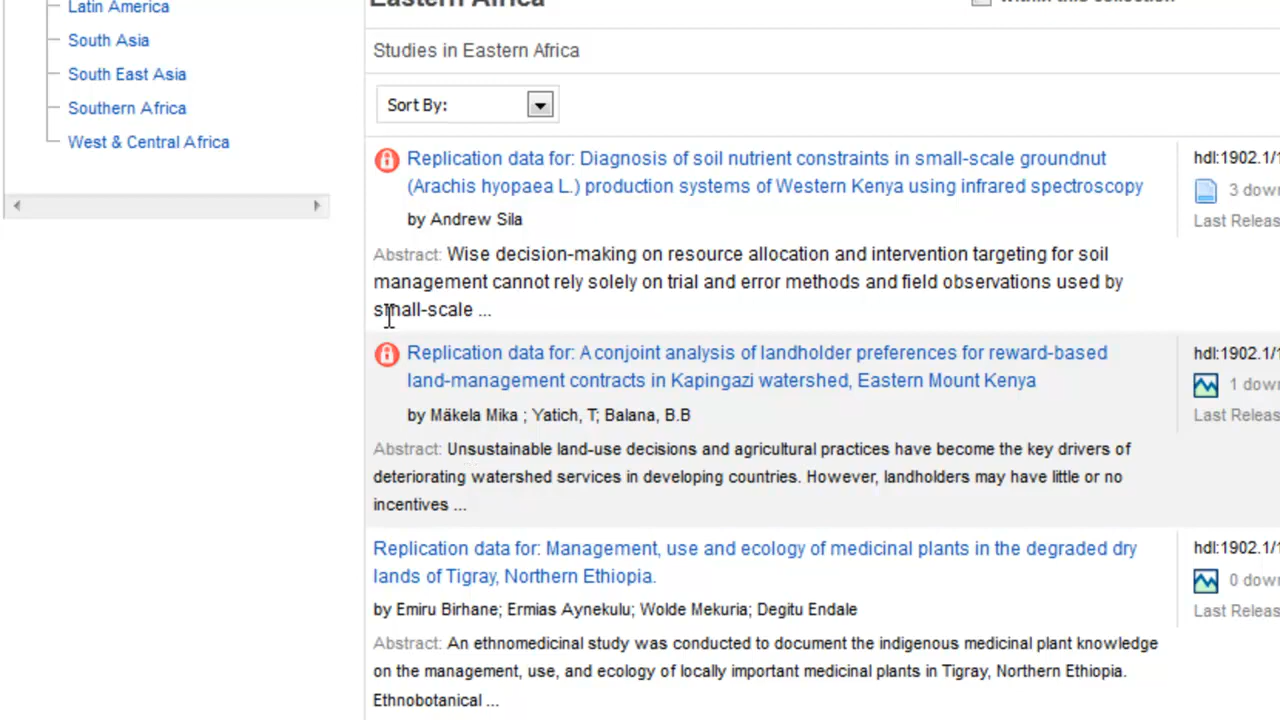 Latin America
South Asia
South East Asia
Southern Africa
West & Central Africa
Eastern Africa
within this collection
Studies in Eastern Africa
Sort By:
Replication data for: Diagnosis of soil nutrient constraints in small-scale groundnut
(Arachis hyopaea L.) production systems of Western Kenya using infrared spectroscopy
by Andrew Sila
Abstract: Wise decision-making on resource allocation and intervention targeting for soil
management cannot rely solely on trial and error methods and field observations used by
small-scale ...
hdl:1902.1/1
3 down
Last Releas
Replication data for: A conjoint analysis of landholder preferences for reward-based
land-management contracts in Kapingazi watershed, Eastern Mount Kenya
by Mäkela Mika ; Yatich, T; Balana, B.B
Abstract: Unsustainable land-use decisions and agricultural practices have become the key drivers of
deteriorating watershed services in developing countries. However, landholders may have little or no
incentives ...
hdl:1902.1/1
1 down
Last Releas
Replication data for: Management, use and ecology of medicinal plants in the degraded dry
lands of Tigray, Northern Ethiopia.
by Emiru Birhane; Ermias Aynekulu; Wolde Mekuria; Degitu Endale
Abstract: An ethnomedicinal study was conducted to document the indigenous medicinal plant knowledge
on the management, use, and ecology of locally important medicinal plants in Tigray, Northern Ethiopia.
Ethnobotanical ...
hdl:1902.1/1
0 down
Last Releas